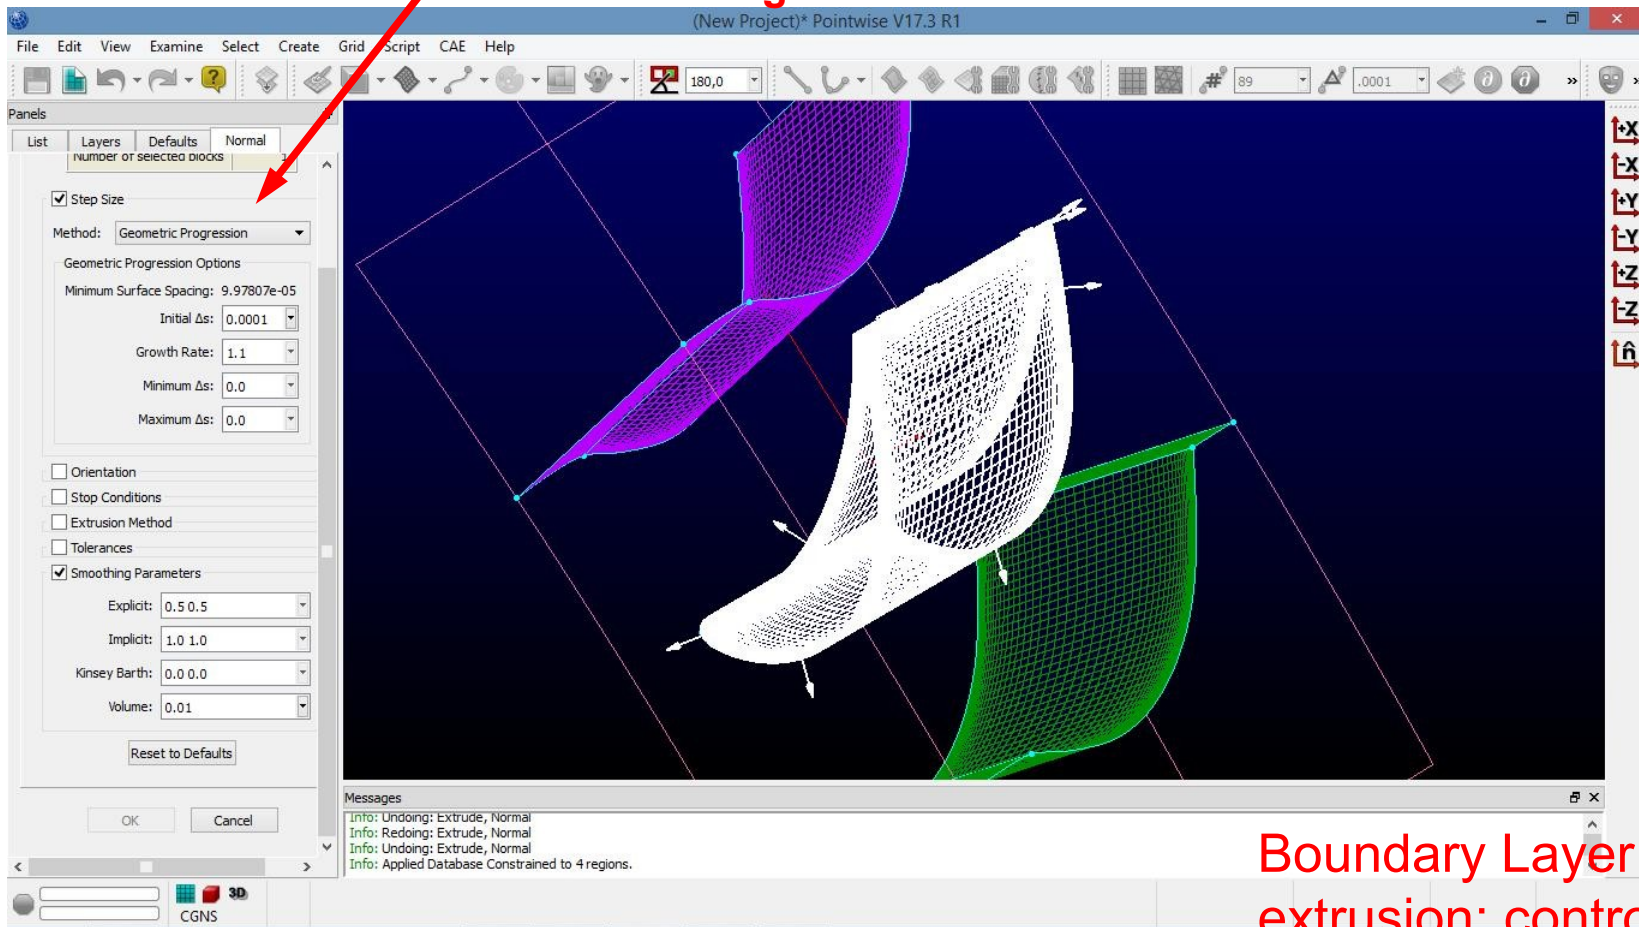 (New Project)* Pointwise V17.3 R1
File Edit View Examine Select Create Grid Script CAE Help
180,0
89
.0001
Panels
List Layers Defaults Normal
Number of selected blocks 1
Step Size
Method: Geometric Progression
Geometric Progression Options
Minimum Surface Spacing: 9.97807e-05
Initial Δs: 0.0001
Growth Rate: 1.1
Minimum Δs: 0.0
Maximum Δs: 0.0
Orientation
Stop Conditions
Extrusion Method
Tolerances
Smoothing Parameters
Explicit: 0.5 0.5
Implicit: 1.0 1.0
Kinsey Barth: 0.0 0.0
Volume: 0.01
Reset to Defaults
OK Cancel
+X
-X
+Y
-Y
+Z
-Z
n̂
Messages
Info: Undoing: Extrude, Normal
Info: Redoing: Extrude, Normal
Info: Undoing: Extrude, Normal
Info: Applied Database Constrained to 4 regions.
3D
CGNS
Boundary Layer
extrusion: contro